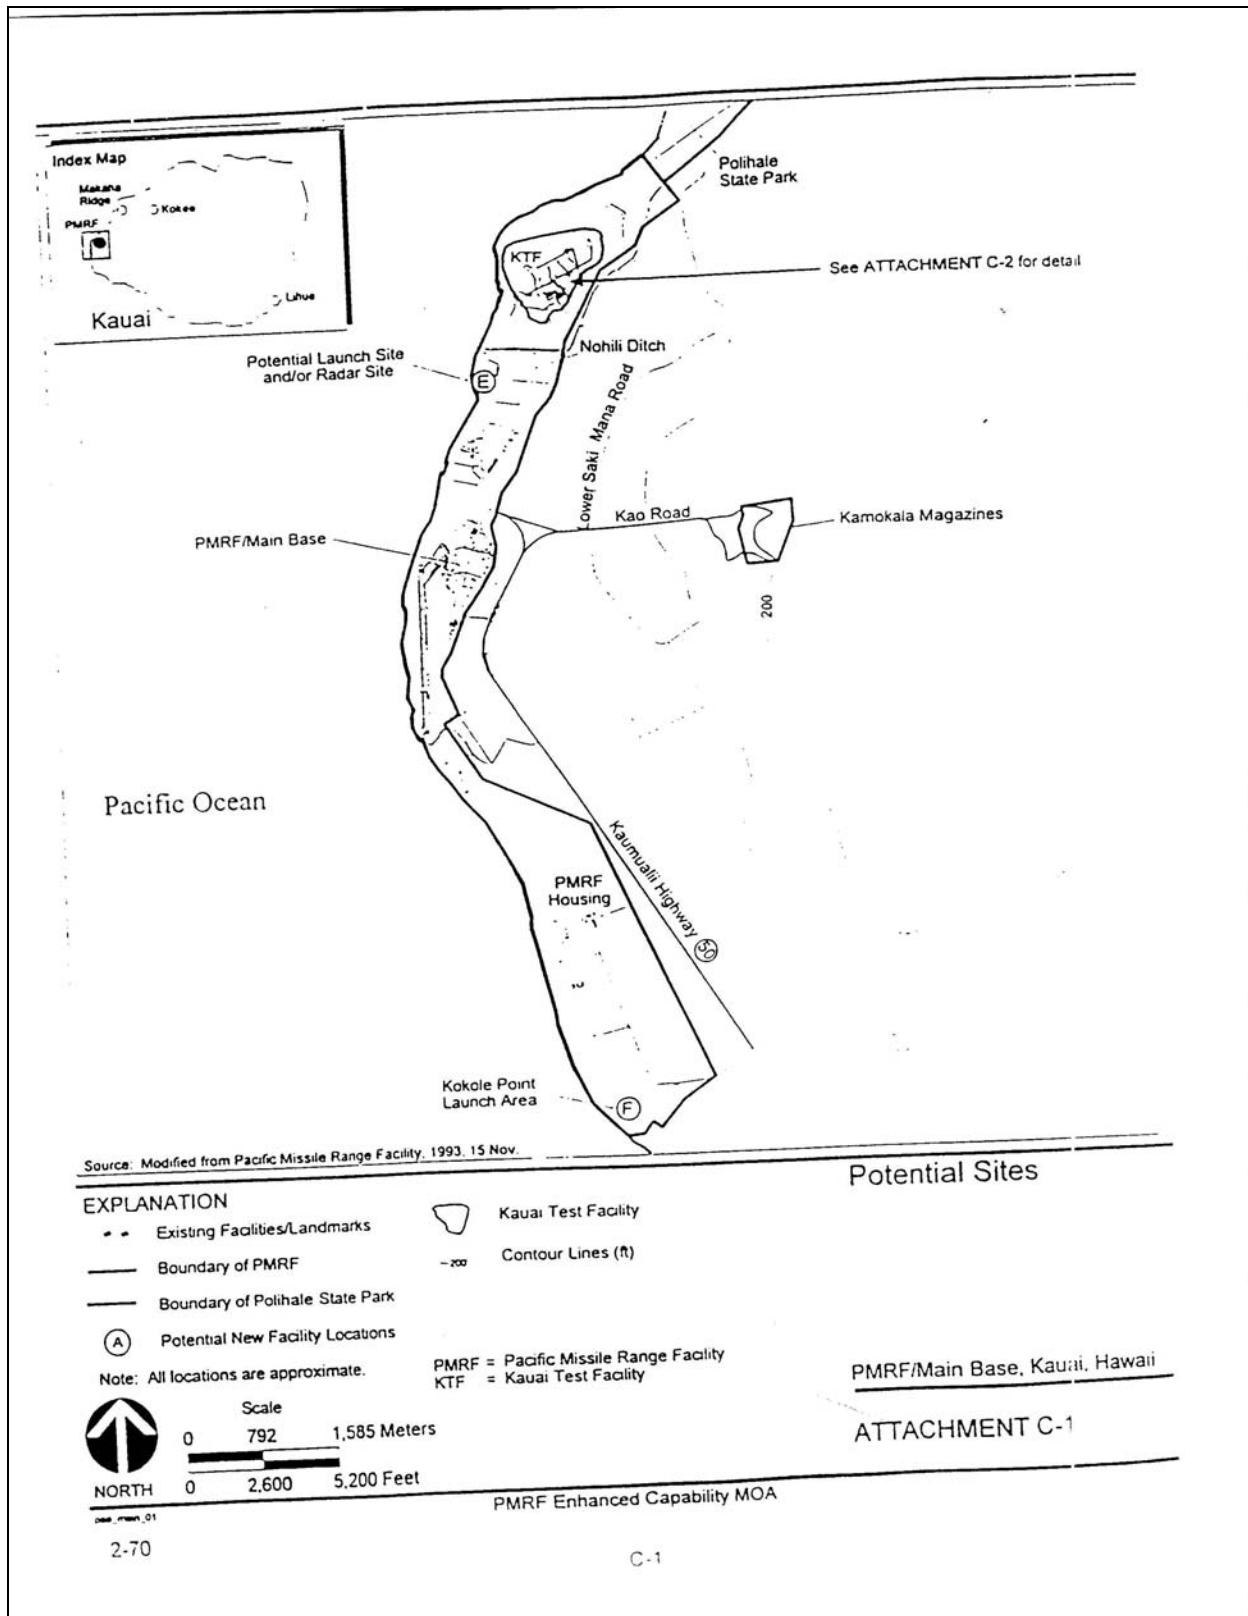 Index Map
Makana
Ridge
Kokee
PMRF
Lihue
Kauai
Polihale
State Park
KTF
See ATTACHMENT C-2 for detail
Nohili Ditch
Potential Launch Site
and/or Radar Site
E
Lower Saki Mana Road
Kao Road
Kamokala Magazines
PMRF/Main Base
200
Pacific Ocean
Kaumualii Highway
50
PMRF
Housing
Kokole Point
Launch Area
F
Source: Modified from Pacific Missile Range Facility, 1993, 15 Nov.
Potential Sites
EXPLANATION
Existing Facilities/Landmarks
Boundary of PMRF
Boundary of Polihale State Park
A Potential New Facility Locations
Kauai Test Facility
200 Contour Lines (ft)
Note: All locations are approximate.
PMRF = Pacific Missile Range Facility
KTF = Kauai Test Facility
Scale
0 792 1,585 Meters
0 2,600 5,200 Feet
NORTH
PMRF/Main Base, Kauai, Hawaii
ATTACHMENT C-1
PMRF Enhanced Capability MOA
2-70
C-1